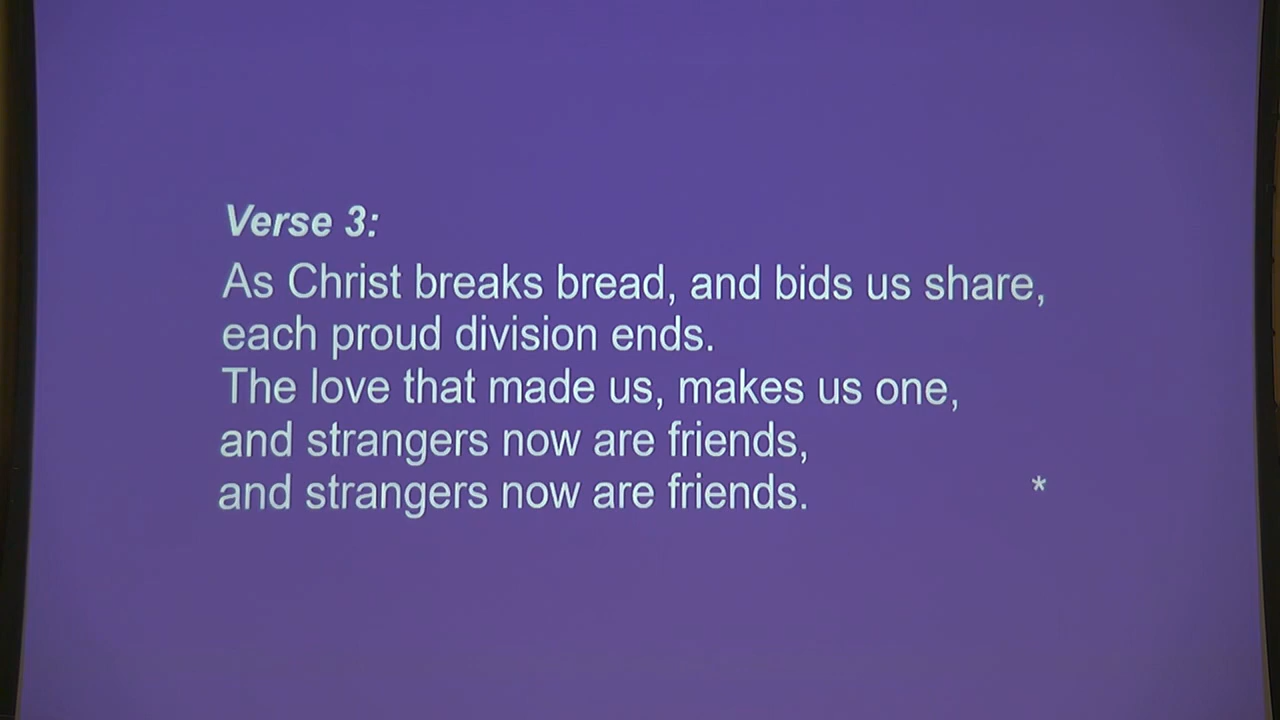 Verse 3:
As Christ breaks bread, and bids us share,
each proud division ends.
The love that made us, makes us one,
and strangers now are friends,
and strangers now are friends. *